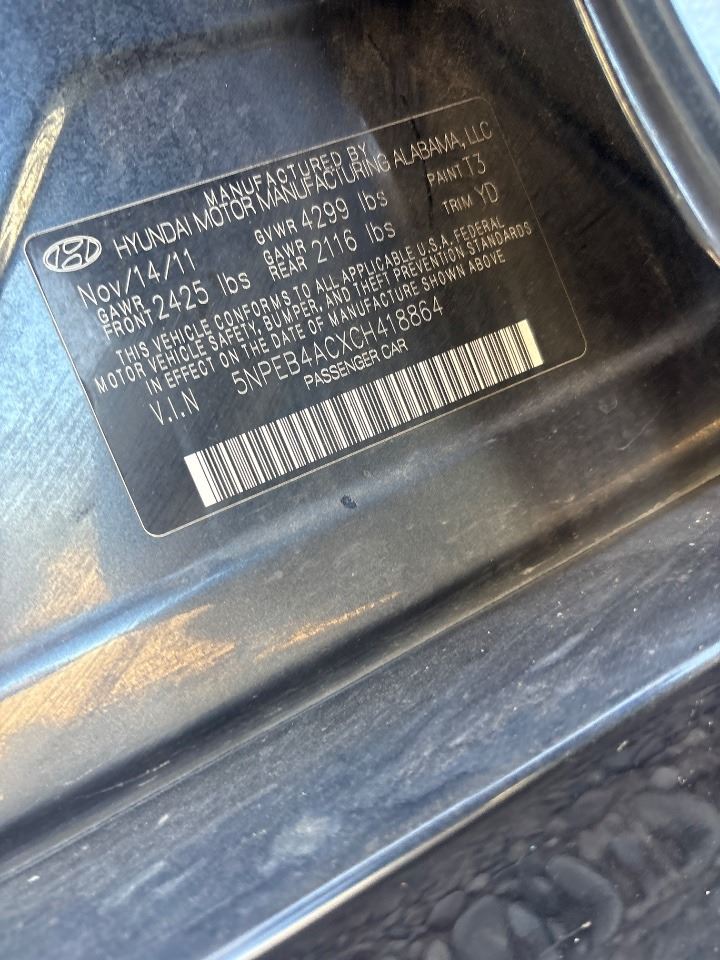 MANUFACTURED BY
HYUNDAI MOTOR MANUFACTURING ALABAMA, LLC
Nov/14/11 GVWR 4299 lbs PAINT T3
GAWR FRONT 2425 lbs GAWR REAR 2116 lbs TRIM YD
THIS VEHICLE CONFORMS TO ALL APPLICABLE U.S.A. FEDERAL
MOTOR VEHICLE SAFETY, BUMPER, AND THEFT PREVENTION STANDARDS
IN EFFECT ON THE DATE OF MANUFACTURE SHOWN ABOVE
V.I.N 5NPEB4ACXCH418864
PASSENGER CAR